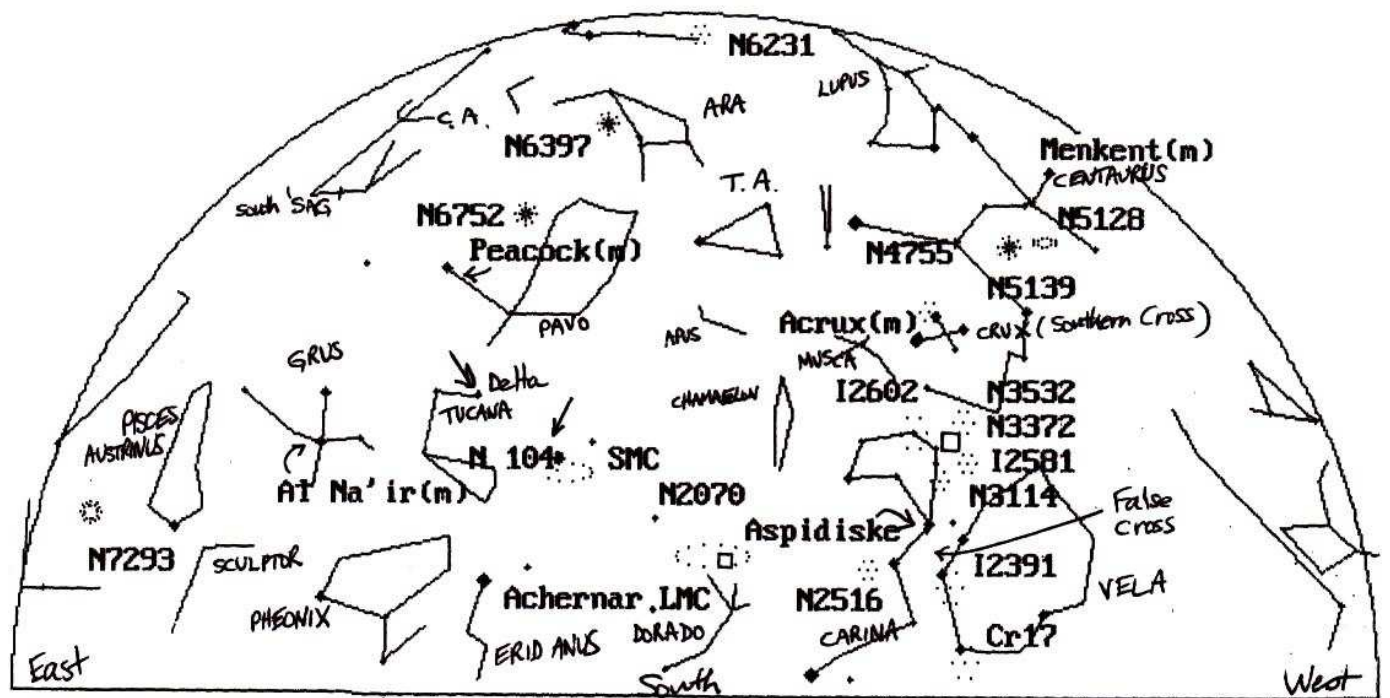 N6231
LUPUS
C.A.
ARA
N6397
Menkent(m)
CENTAURUS
T.A.
South 'SAG'
N6752
N5128
Peacock(m)
N4755
N5139
PAVO
Acrux(m)
CRUX (Southern Cross)
APUS
MUSCA
GRUS
Delta
TUCANA
CHAMAELON
I2602
N3532
PISCES
AUSTRINUS
N3372
N 104
SMC
I2581
Al Na'ir(m)
N2070
N3114
False
Cross
Aspidiske
N7293
SCULPTOR
I2391
PHEONIX
Achernar
LMC
N2516
VELA
ERIDANUS
DORADO
CARINA
Cr17
East
South
West